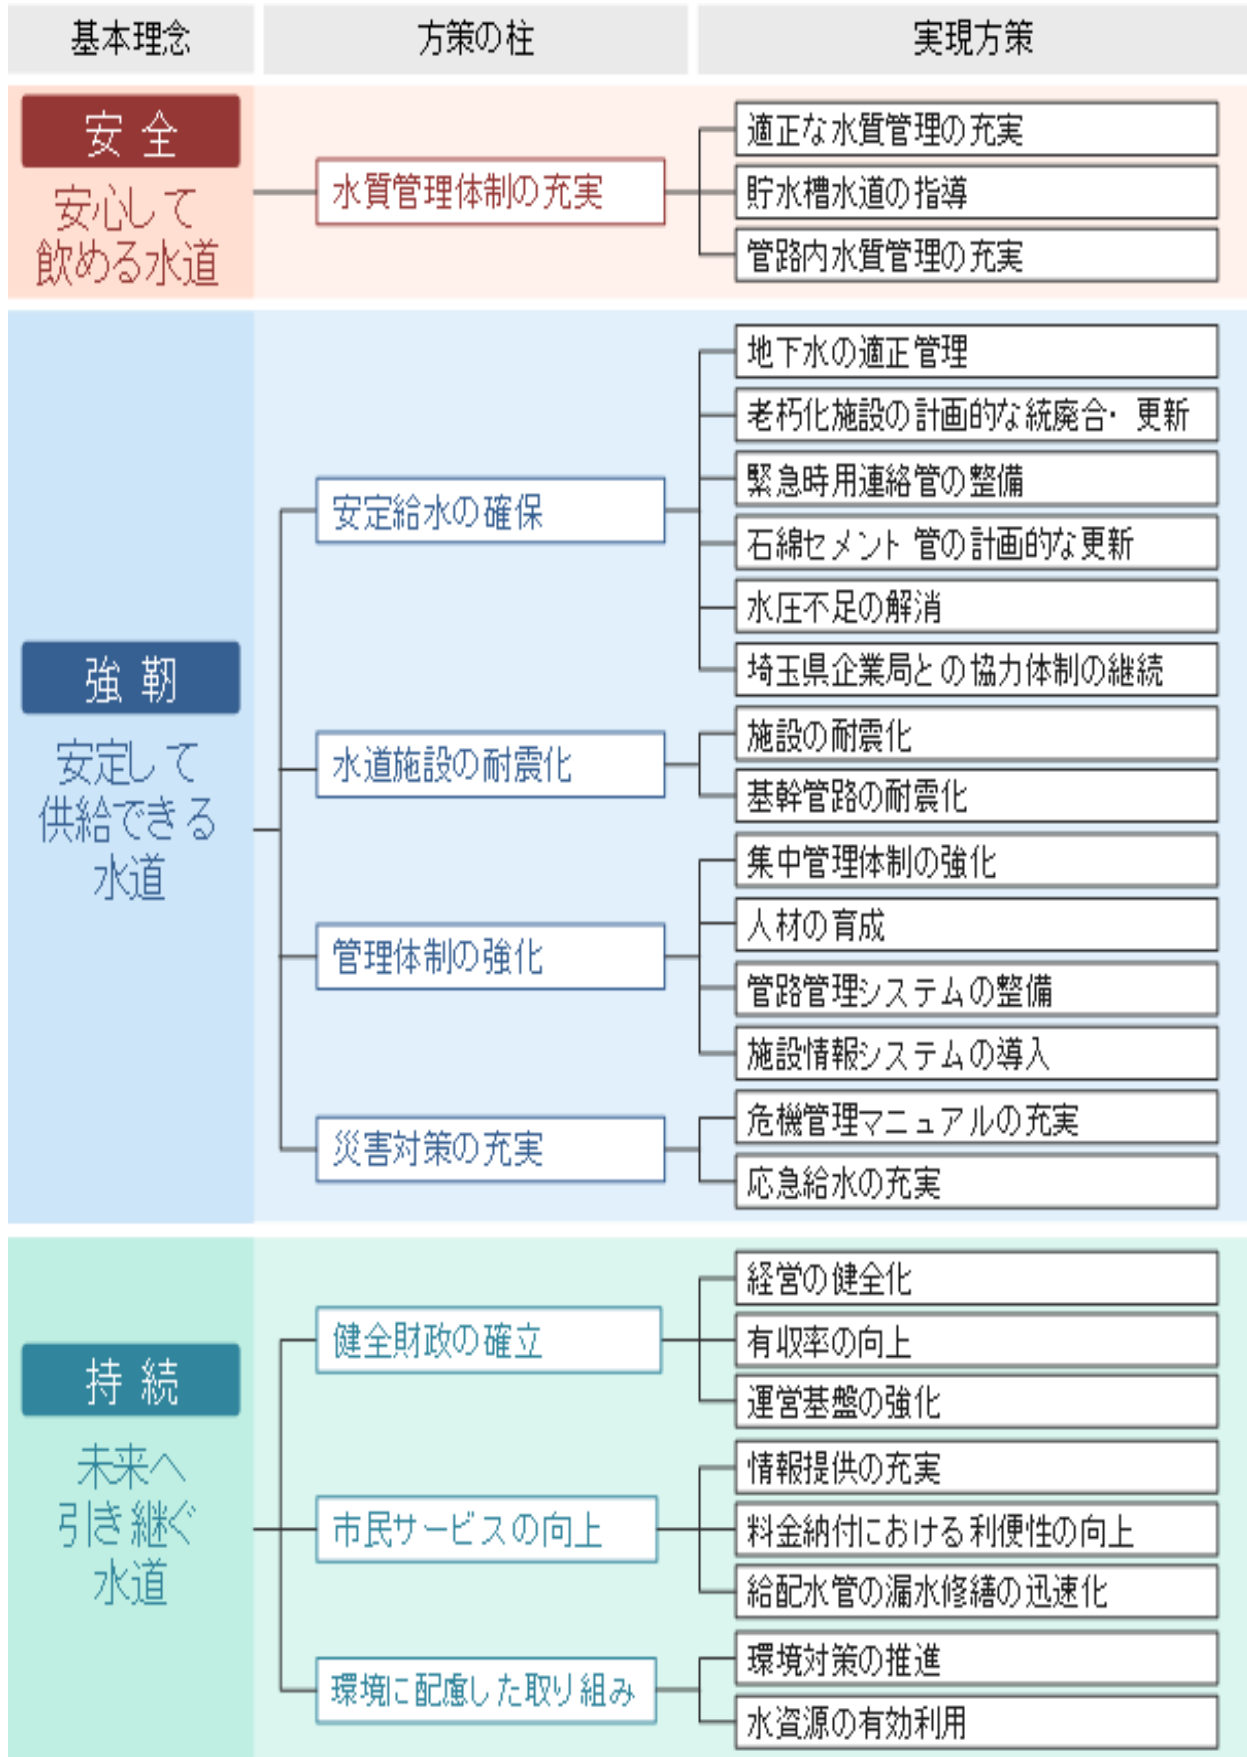 基本理念
方策の柱
実現方策
安全
安心して
飲める水道
水質管理体制の充実
適正な水質管理の充実
貯水槽水道の指導
管路内水質管理の充実
強靭
安定して
供給できる
水道
安定給水の確保
地下水の適正管理
老朽化施設の計画的な統廃合・更新
緊急時用連絡管の整備
石綿セメント管の計画的な更新
水圧不足の解消
埼玉県企業局との協力体制の継続
水道施設の耐震化
施設の耐震化
基幹管路の耐震化
管理体制の強化
集中管理体制の強化
人材の育成
管路管理システムの整備
施設情報システムの導入
災害対策の充実
危機管理マニュアルの充実
応急給水の充実
持続
未来へ
引き継ぐ
水道
健全財政の確立
経営の健全化
有収率の向上
運営基盤の強化
市民サービスの向上
情報提供の充実
料金納付における利便性の向上
給配水管の漏水修繕の迅速化
環境に配慮した取り組み
環境対策の推進
水資源の有効利用